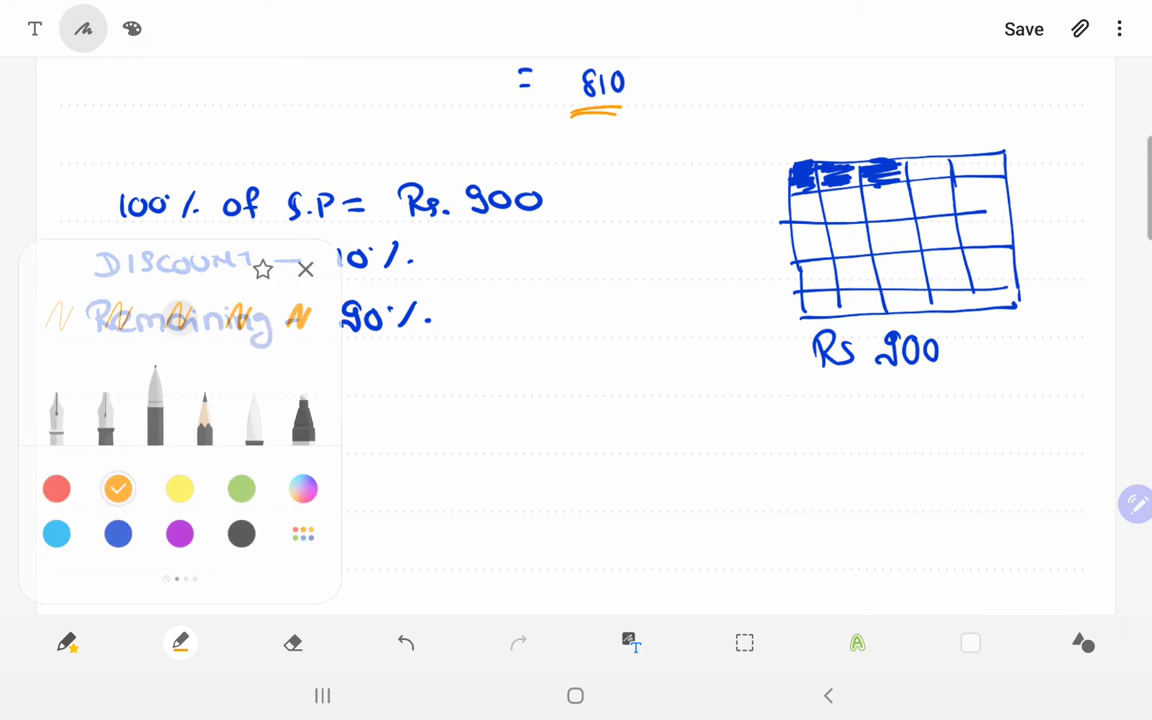 T Save
= 810
100% of S.P = Rs. 900
DISCOUNT - 10%.
Remaining - 90%.
Rs 900
T
A